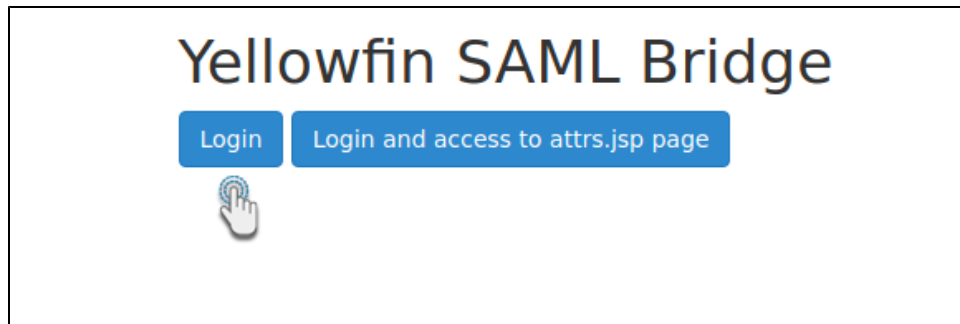 Yellowfin SAML Bridge
Login
Login and access to attrs.jsp page